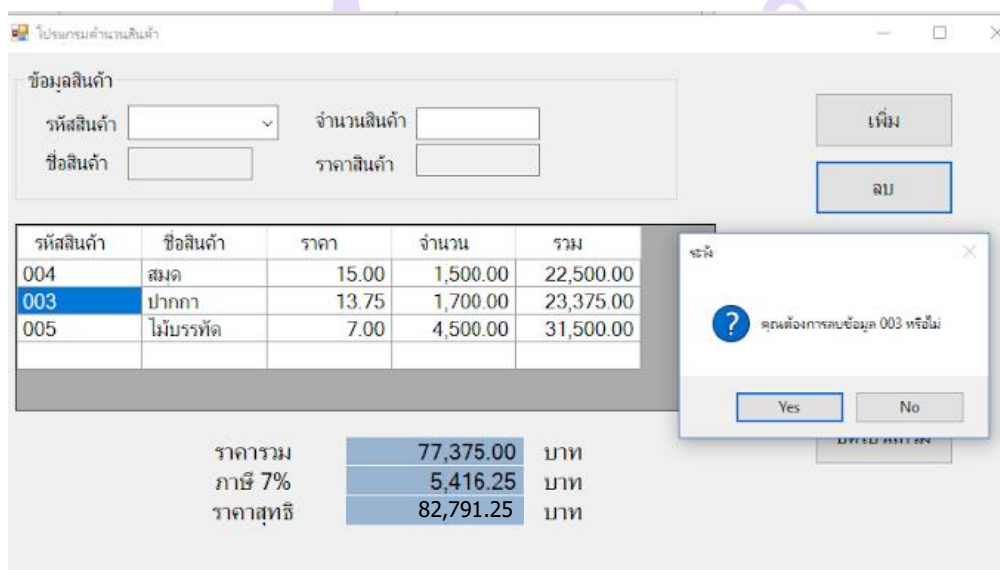 โปรแกรมคำนวนสินค้า
ข้อมูลสินค้า
รหัสสินค้า จำนวนสินค้า
ชื่อสินค้า ราคาสินค้า
เพิ่ม
ลบ
รหัสสินค้า ชื่อสินค้า ราคา จำนวน รวม
004 สมุด 15.00 1,500.00 22,500.00
003 ปากกา 13.75 1,700.00 23,375.00
005 ไม้บรรทัด 7.00 4,500.00 31,500.00
ระวัง
คุณต้องการลบข้อมูล 003 หรือไม่
Yes No
ราคารวม 77,375.00 บาท
ภาษี 7% 5,416.25 บาท
ราคาสุทธิ 82,791.25 บาท